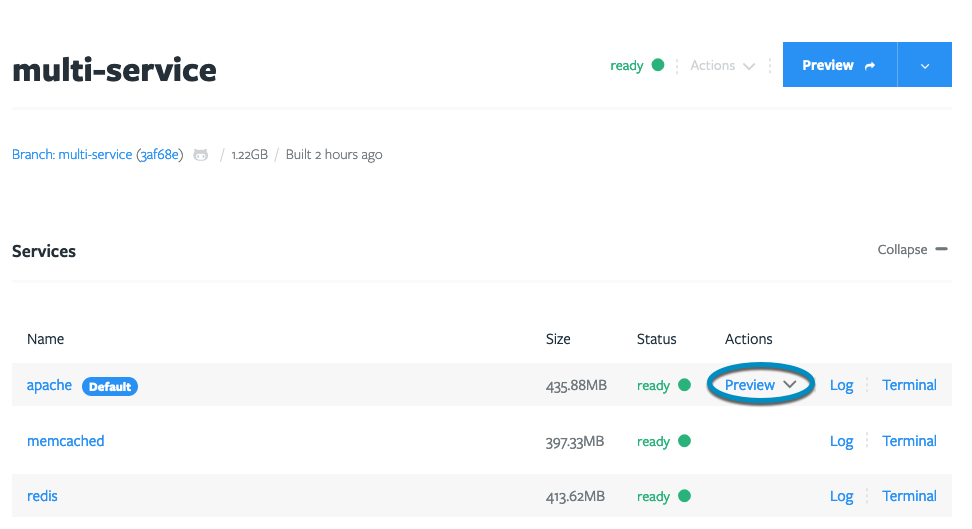 multi-service
ready Actions Preview
Branch: multi-service (3af68e) / 1.22GB / Built 2 hours ago
Services Collapse
Name Size Status Actions
apache Default 435.88MB ready Preview Log Terminal
memcached 397.33MB ready Log Terminal
redis 413.62MB ready Log Terminal